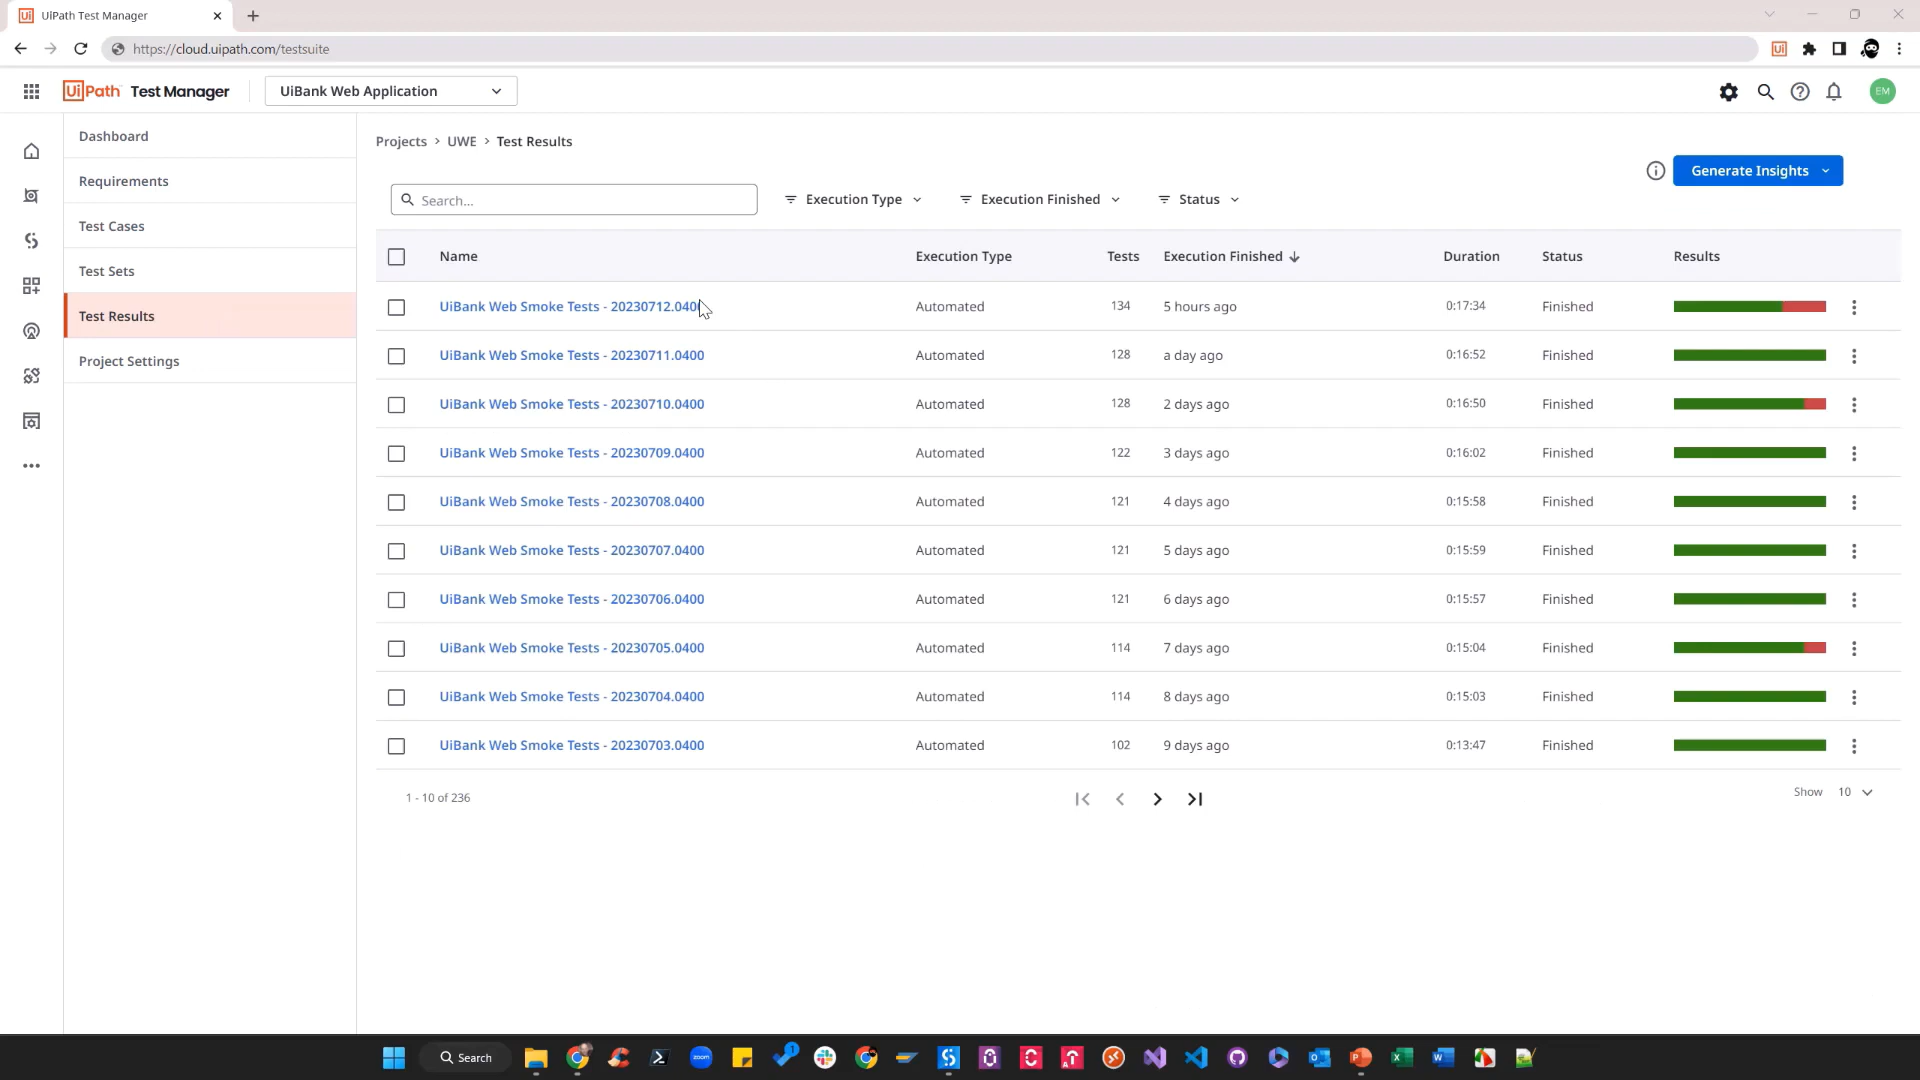 UiPath Test Manager
https://cloud.uipath.com/testsuite
UiPath Test Manager
UiBank Web Application
EM
Dashboard
Requirements
Test Cases
Test Sets
Test Results
Project Settings
Projects > UWE > Test Results
Generate Insights
Search...
Execution Type
Execution Finished
Status
Name Execution Type Tests Execution Finished Duration Status Results
UiBank Web Smoke Tests - 20230712.0400 Automated 134 5 hours ago 0:17:34 Finished
UiBank Web Smoke Tests - 20230711.0400 Automated 128 a day ago 0:16:52 Finished
UiBank Web Smoke Tests - 20230710.0400 Automated 128 2 days ago 0:16:50 Finished
UiBank Web Smoke Tests - 20230709.0400 Automated 122 3 days ago 0:16:02 Finished
UiBank Web Smoke Tests - 20230708.0400 Automated 121 4 days ago 0:15:58 Finished
UiBank Web Smoke Tests - 20230707.0400 Automated 121 5 days ago 0:15:59 Finished
UiBank Web Smoke Tests - 20230706.0400 Automated 121 6 days ago 0:15:57 Finished
UiBank Web Smoke Tests - 20230705.0400 Automated 114 7 days ago 0:15:04 Finished
UiBank Web Smoke Tests - 20230704.0400 Automated 114 8 days ago 0:15:03 Finished
UiBank Web Smoke Tests - 20230703.0400 Automated 102 9 days ago 0:13:47 Finished
1 - 10 of 236
Show 10
Search